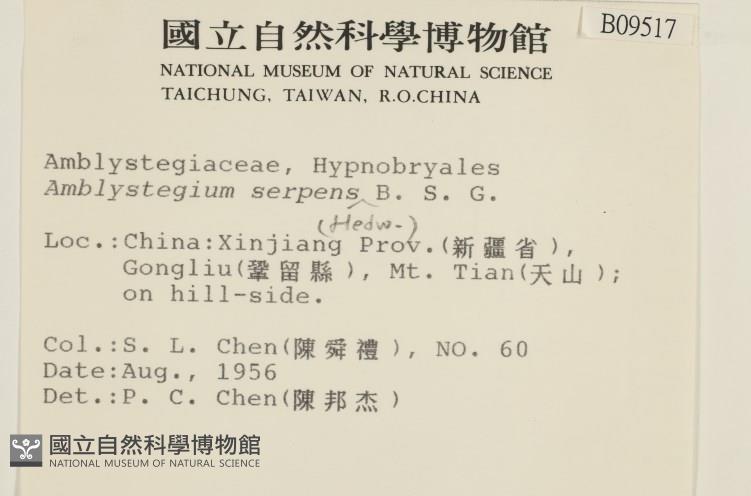 國立自然科學博物館
B09517
NATIONAL MUSEUM OF NATURAL SCIENCE
TAICHUNG, TAIWAN, R.O.CHINA
Amblystegiaceae, Hypnobryales
Amblystegium serpens B. S. G.
(Hedw.)
Loc.:China:Xinjiang Prov.(新疆省),
Gongliu(鞏留縣), Mt. Tian(天山);
on hill-side.
Col.:S. L. Chen(陳舜禮), NO. 60
Date:Aug., 1956
Det.:P. C. Chen(陳邦杰)
國立自然科學博物館
NATIONAL MUSEUM OF NATURAL SCIENCE